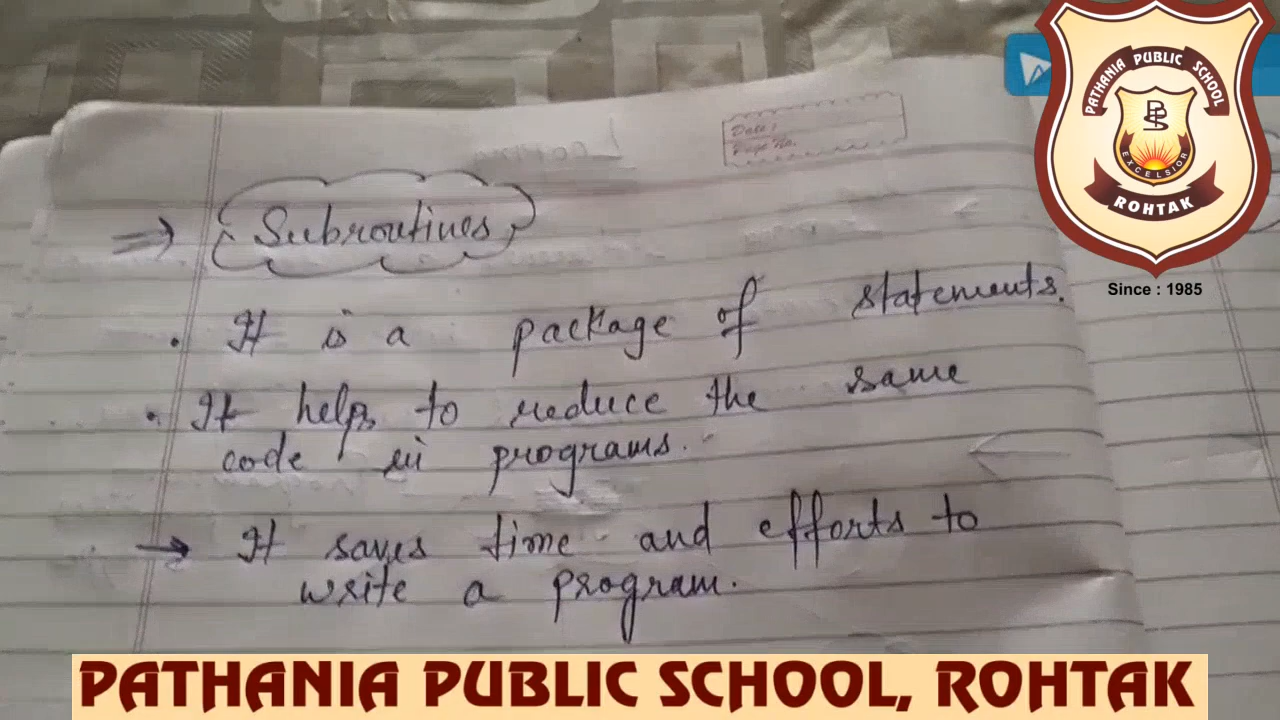 PATHANIA PUBLIC SCHOOL
EXCELSIOR
ROHTAK
Since : 1985
Date :
Page No.
⇒ Subroutines
. It is a package of statements.
. It helps to reduce the same
code in programs.
→ It saves time and efforts to
write a program.
PATHANIA PUBLIC SCHOOL, ROHTAK